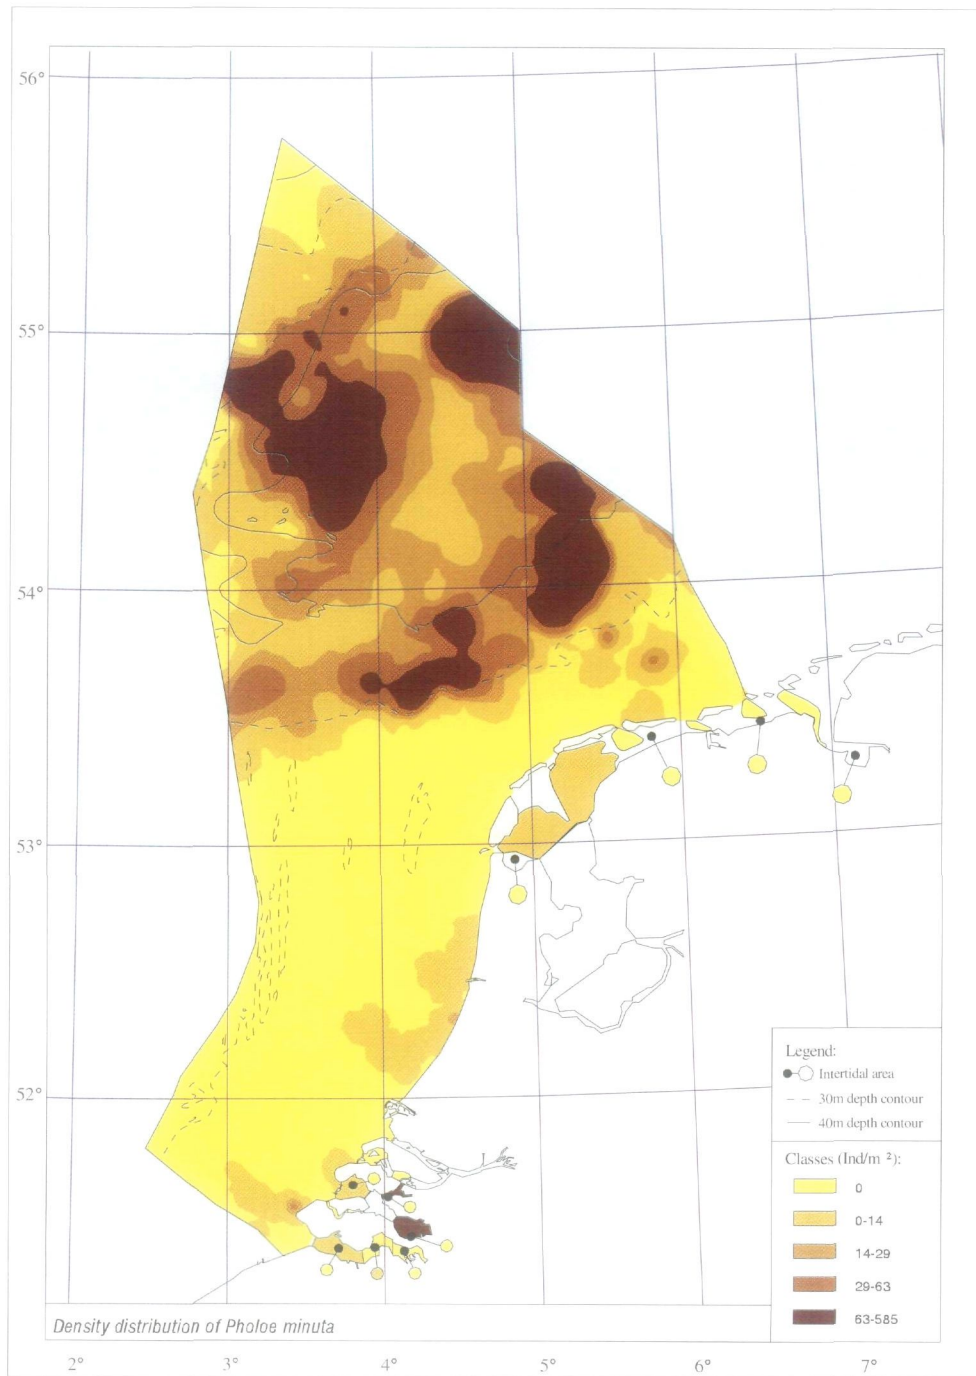 56°
55°
54°
53°
52°
Legend:
Intertidal area
30m depth contour
40m depth contour
Classes (Ind/m ²):
0
0-14
14-29
29-63
63-585
Density distribution of Pholoe minuta
2°
3°
4°
5°
6°
7°